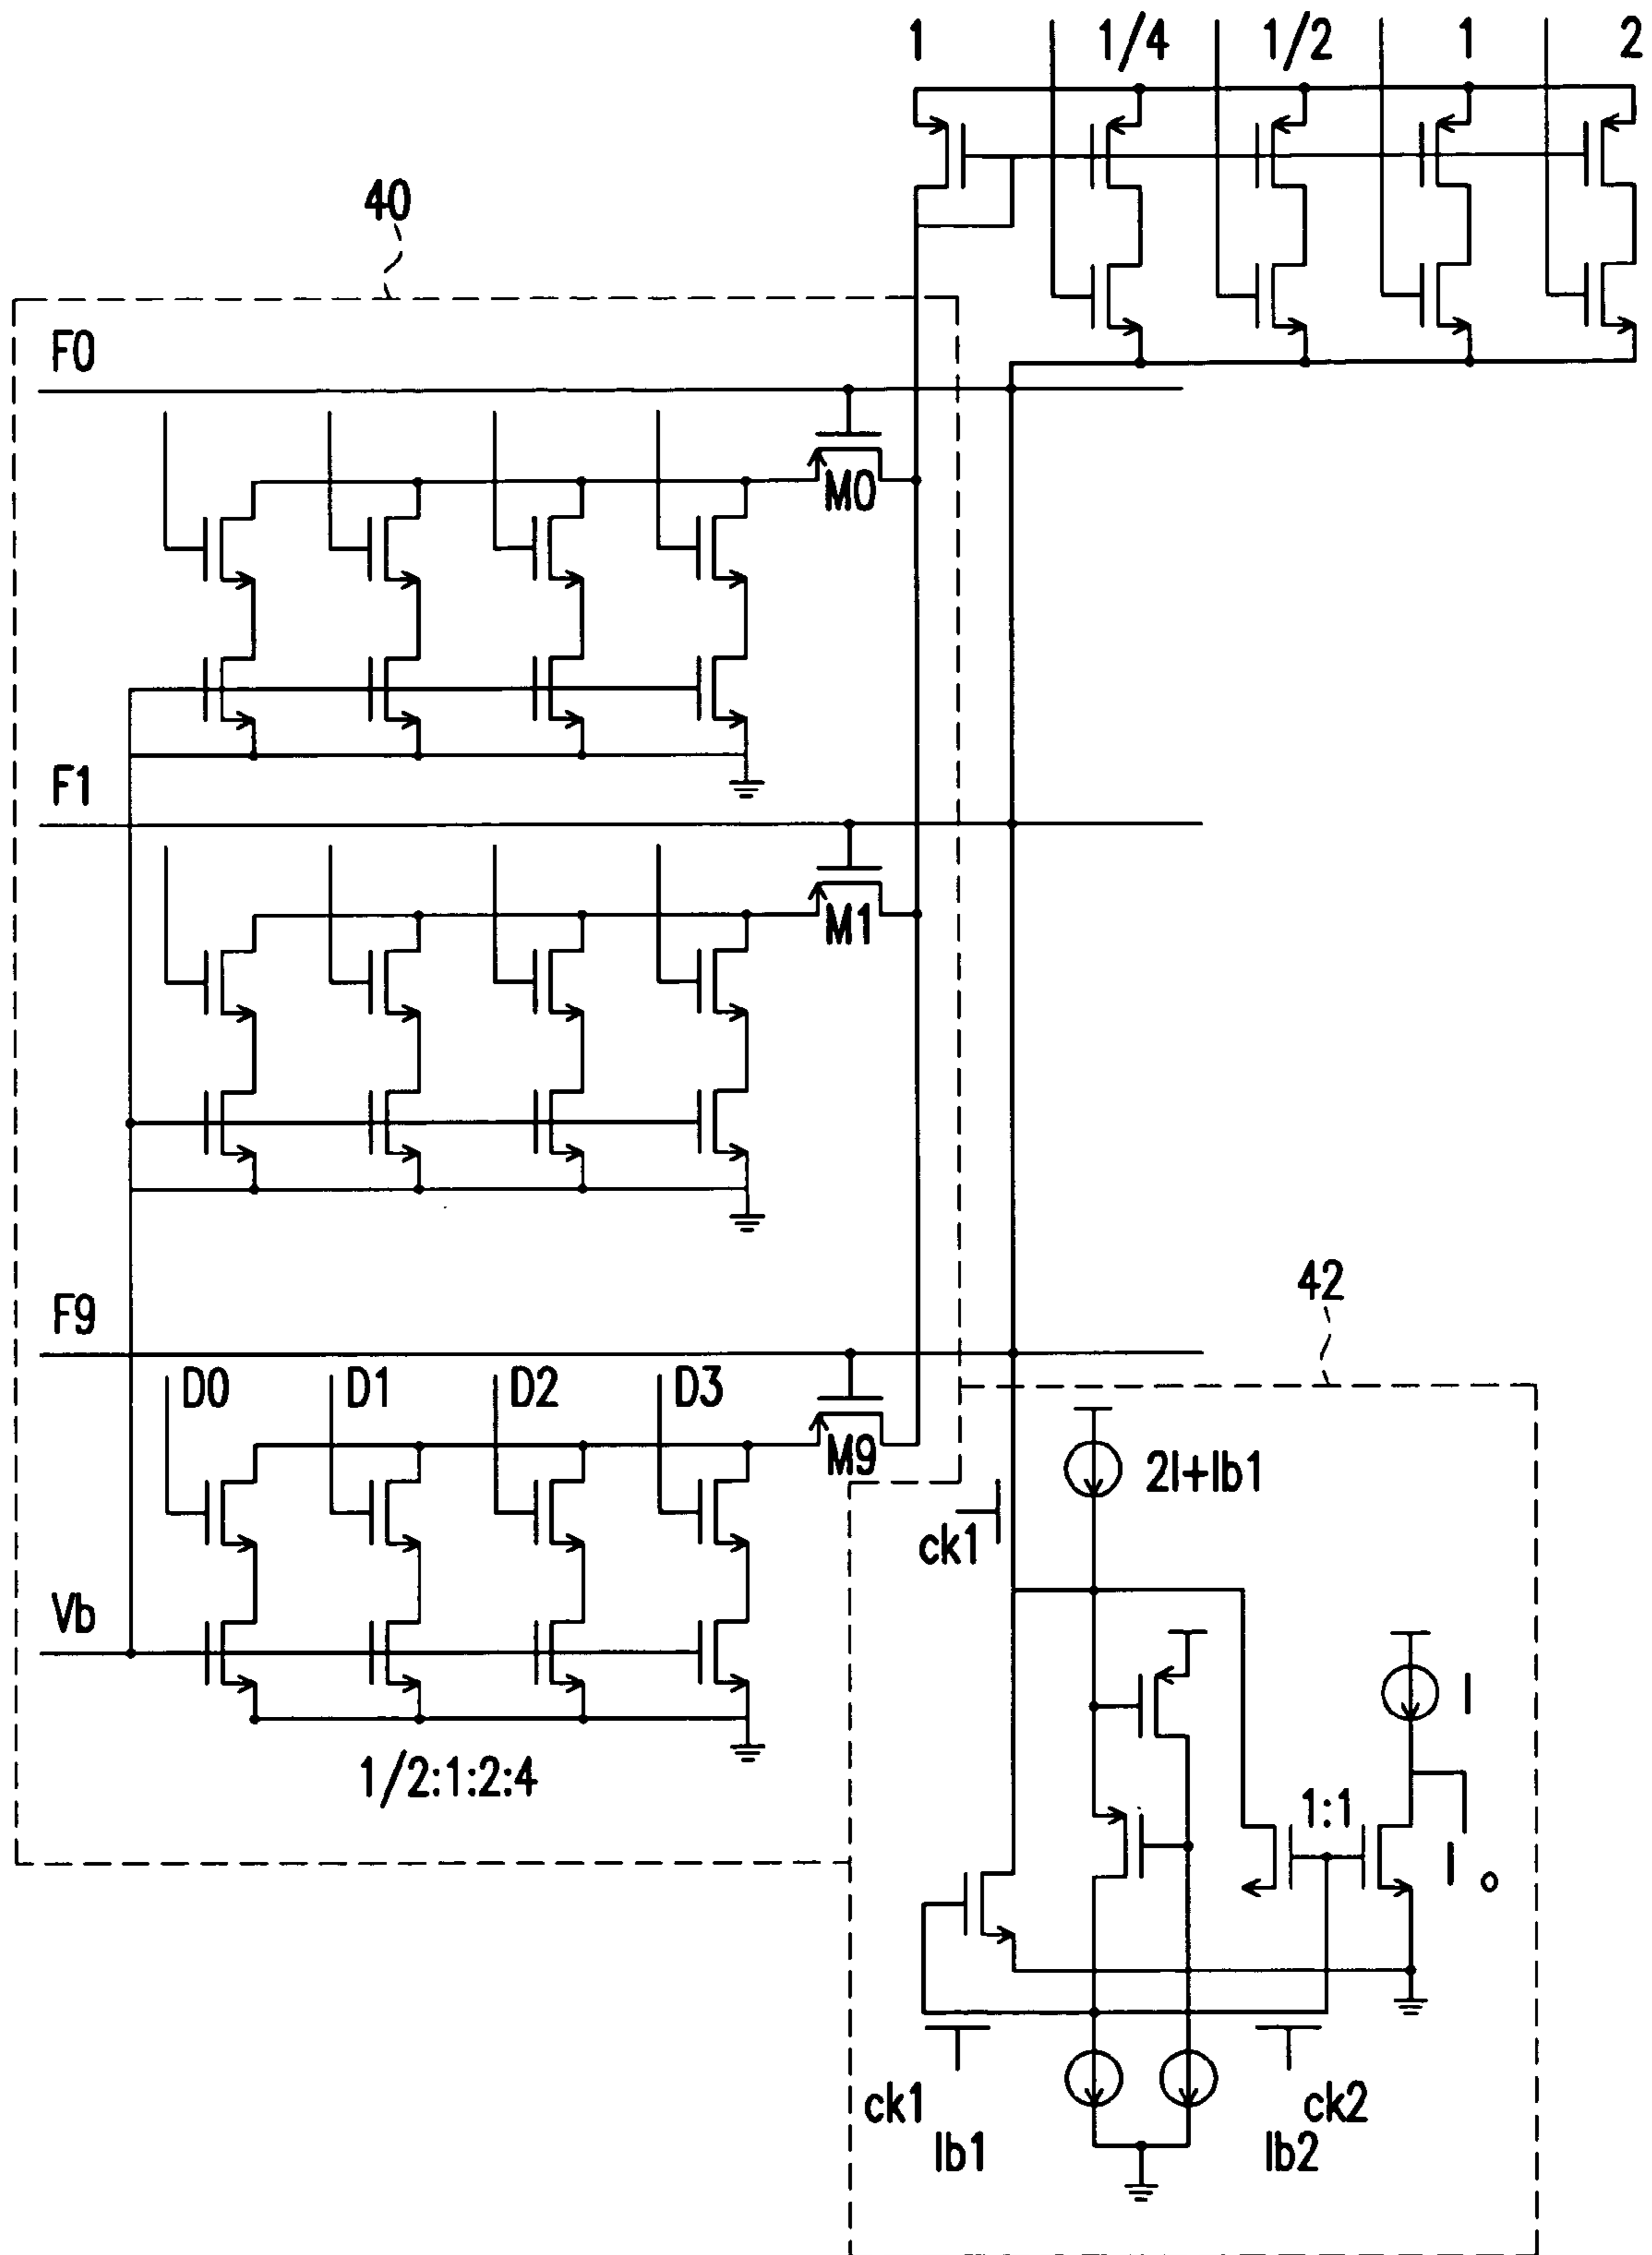 1 1/4 1/2 1 2
40
F0
M0
F1
M1
42
F9
D0 D1 D2 D3
M9
2I+Ib1
ck1
Vb
I
1/2:1:2:4
1:1
Io
ck1 ck2
Ib1 Ib2